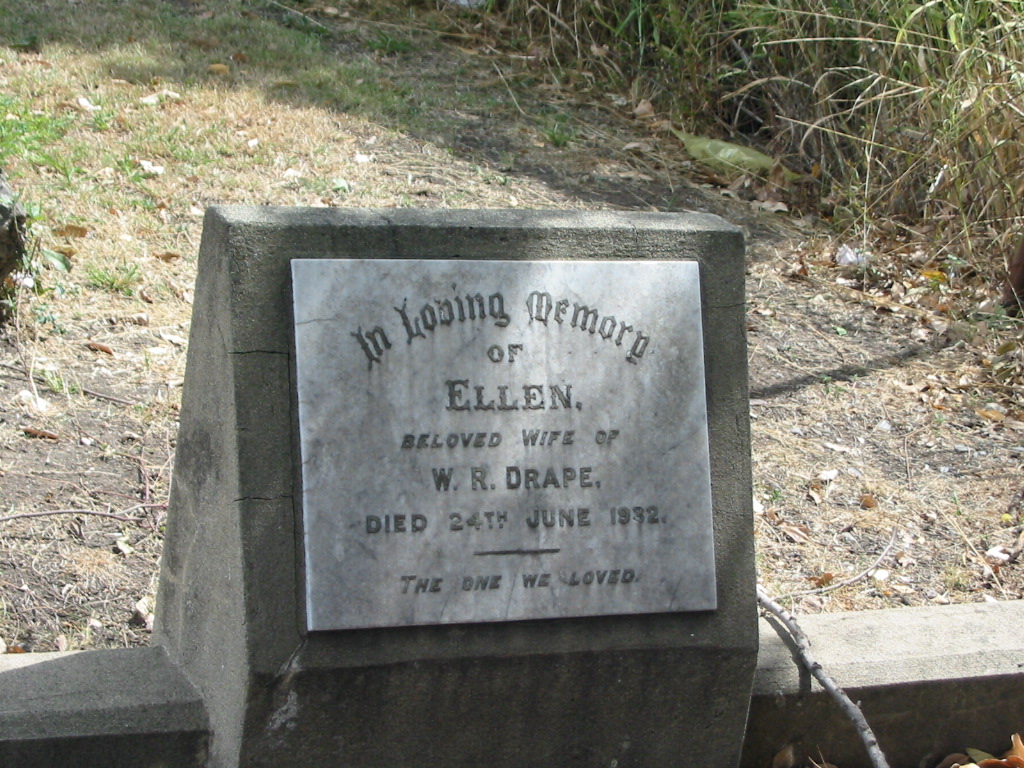 In Loving Memory
OF
ELLEN,
BELOVED WIFE OF
W. R. DRAPE,
DIED 24TH JUNE 1932.
THE ONE WE LOVED.